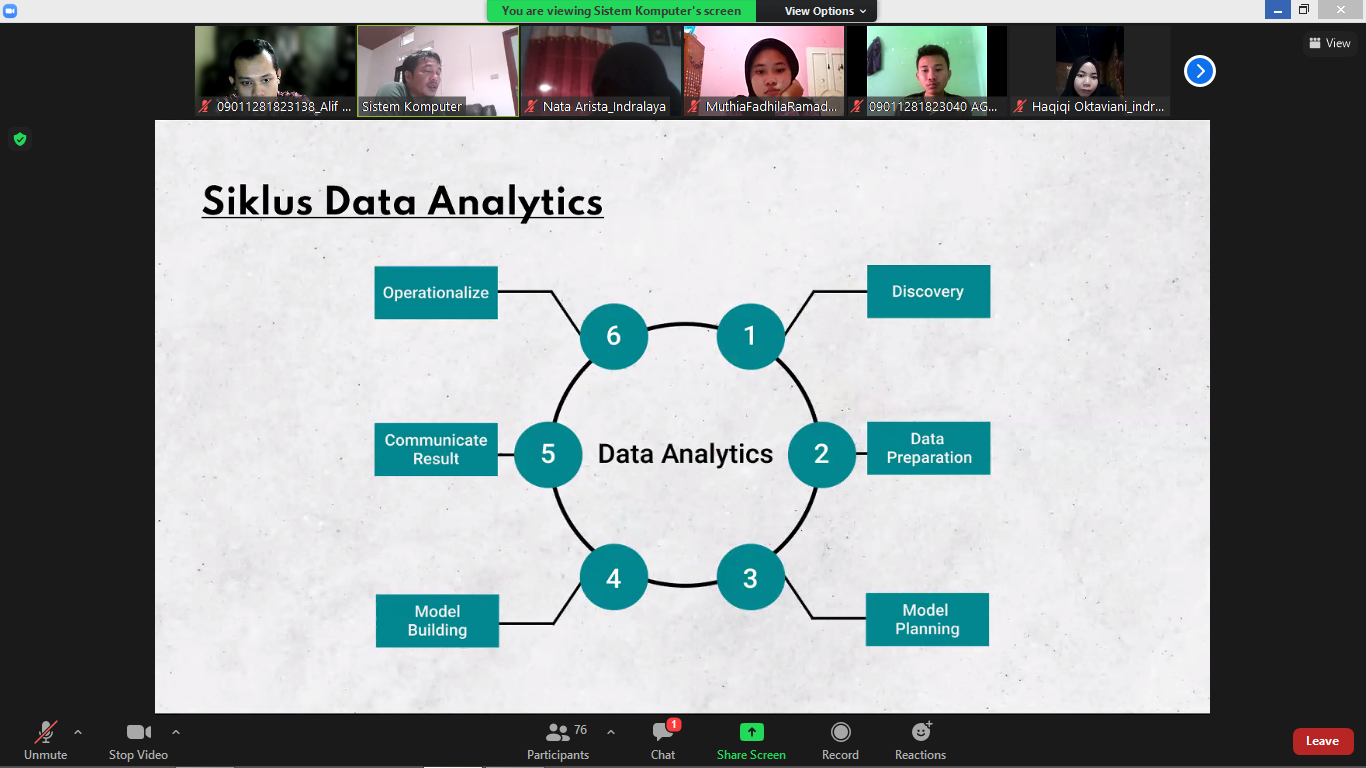 You are viewing Sistem Komputer's screen
View Options
View
09011281823138_Alif ...
Sistem Komputer
Nata Arista_Indralaya
MuthiaFadhilaRamad...
09011281823040 AG...
Haqiqi Oktaviani_indr...
Siklus Data Analytics
Operationalize
Discovery
6
1
Communicate
Result
5
Data Analytics
2
Data
Preparation
4
3
Model
Building
Model
Planning
Unmute
Stop Video
Participants
76
Chat
1
Share Screen
Record
Reactions
Leave